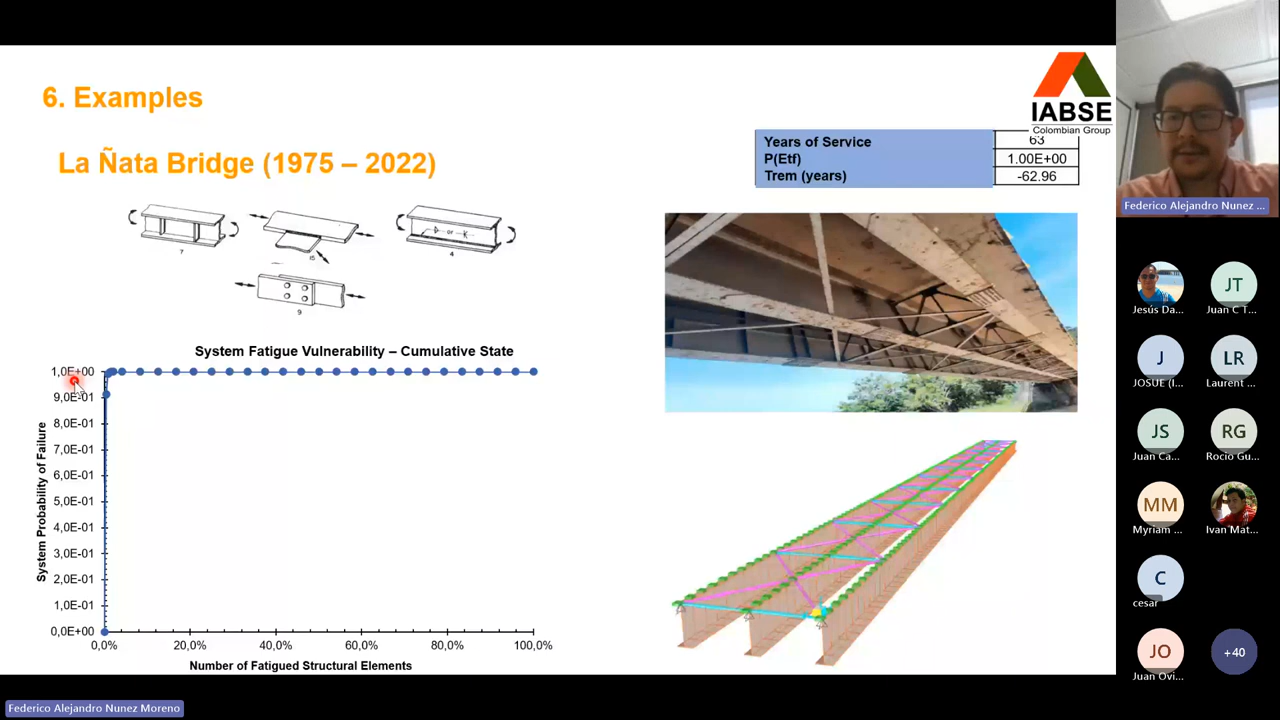 6. Examples
IABSE
Colombian Group
La Ñata Bridge (1975 – 2022)
Years of Service 63
P(Etf) 1.00E+00
Trem (years) -62.96
7
15
4
D or K
9
System Fatigue Vulnerability – Cumulative State
System Probability of Failure
1,0E+00
9,0E-01
8,0E-01
7,0E-01
6,0E-01
5,0E-01
4,0E-01
3,0E-01
2,0E-01
1,0E-01
0,0E+00
0,0% 20,0% 40,0% 60,0% 80,0% 100,0%
Number of Fatigued Structural Elements
Federico Alejandro Nunez Moreno
Federico Alejandro Nunez ...
Jesús Da...
JT
Juan C T...
J
JOSUE (I...
LR
Laurent ...
JS
Juan Ca...
RG
Rocio Gu...
MM
Myriam ...
Ivan Mat...
C
cesar
JO
Juan Ovi...
+40